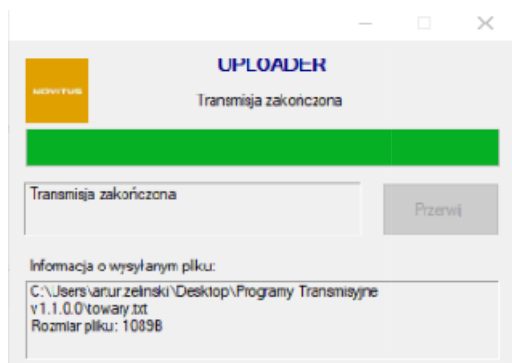 UPLOADER
NOVITUS
Transmisja zakończona
Transmisja zakończona
Przerwij
Informacja o wysyłanym pliku:
C:\Users\artur.zelinski\Desktop\Programy Transmisyjne
v1.1.0.0\towary.txt
Rozmiar pliku: 1089B